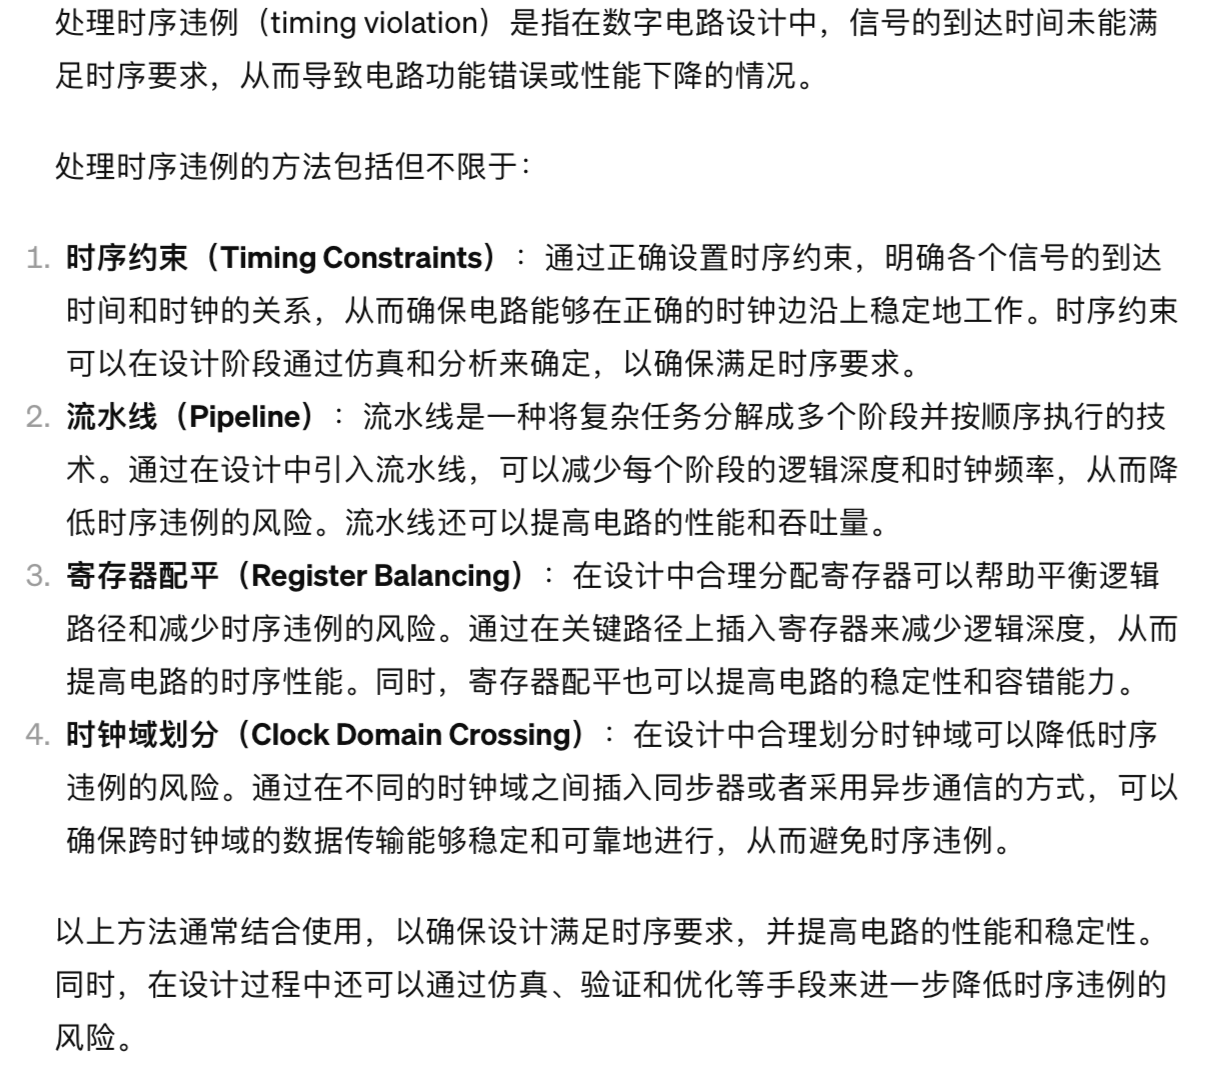 处理时序违例（timing violation）是指在数字电路设计中，信号的到达时间未能满
足时序要求，从而导致电路功能错误或性能下降的情况。
处理时序违例的方法包括但不限于：
1. 时序约束（Timing Constraints）： 通过正确设置时序约束，明确各个信号的到达
时间和时钟的关系，从而确保电路能够在正确的时钟边沿上稳定地工作。时序约束
可以在设计阶段通过仿真和分析来确定，以确保满足时序要求。
2. 流水线（Pipeline）： 流水线是一种将复杂任务分解成多个阶段并按顺序执行的技
术。通过在设计中引入流水线，可以减少每个阶段的逻辑深度和时钟频率，从而降
低时序违例的风险。流水线还可以提高电路的性能和吞吐量。
3. 寄存器配平（Register Balancing）： 在设计中合理分配寄存器可以帮助平衡逻辑
路径和减少时序违例的风险。通过在关键路径上插入寄存器来减少逻辑深度，从而
提高电路的时序性能。同时，寄存器配平也可以提高电路的稳定性和容错能力。
4. 时钟域划分（Clock Domain Crossing）： 在设计中合理划分时钟域可以降低时序
违例的风险。通过在不同的时钟域之间插入同步器或者采用异步通信的方式，可以
确保跨时钟域的数据传输能够稳定和可靠地进行，从而避免时序违例。
以上方法通常结合使用，以确保设计满足时序要求，并提高电路的性能和稳定性。
同时，在设计过程中还可以通过仿真、验证和优化等手段来进一步降低时序违例的
风险。